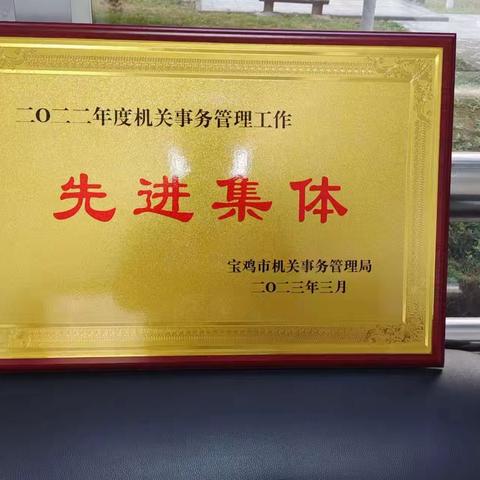 二〇二二年度机关事务管理工作
先进集体
宝鸡市机关事务管理局
二〇二三年三月